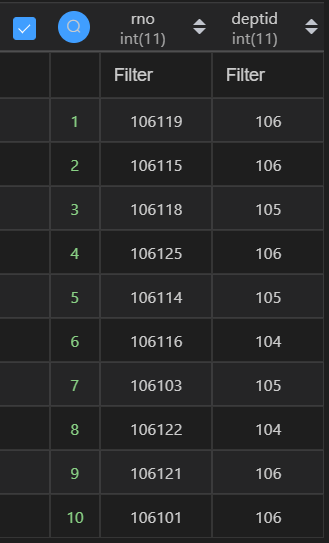 rno deptid
int(11) int(11)
Filter Filter
1 106119 106
2 106115 106
3 106118 105
4 106125 106
5 106114 105
6 106116 104
7 106103 105
8 106122 104
9 106121 106
10 106101 106